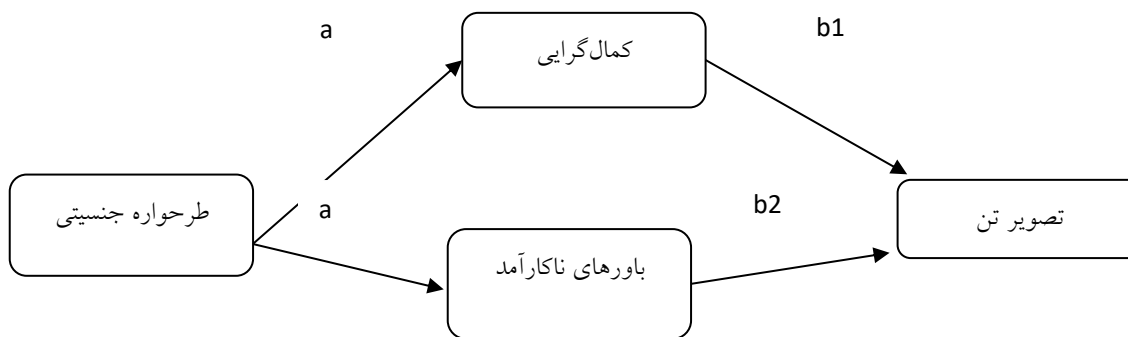 a
b1
کمال‌گرایی
طرحواره جنسیتی
a
b2
تصویر تن
باورهای ناکارآمد